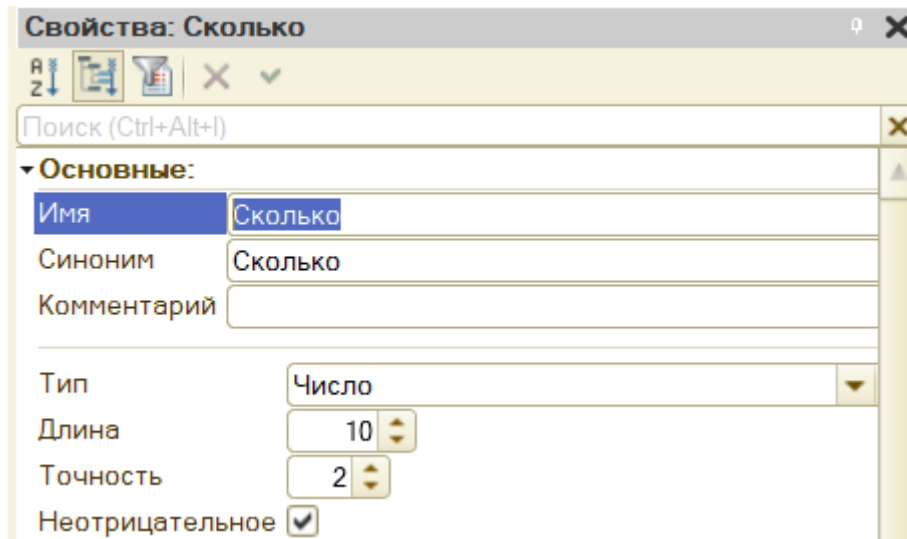 Свойства: Сколько
Поиск (Ctrl+Alt+I)
Основные:
Имя Сколько
Синоним Сколько
Комментарий
Тип Число
Длина 10
Точность 2
Неотрицательное